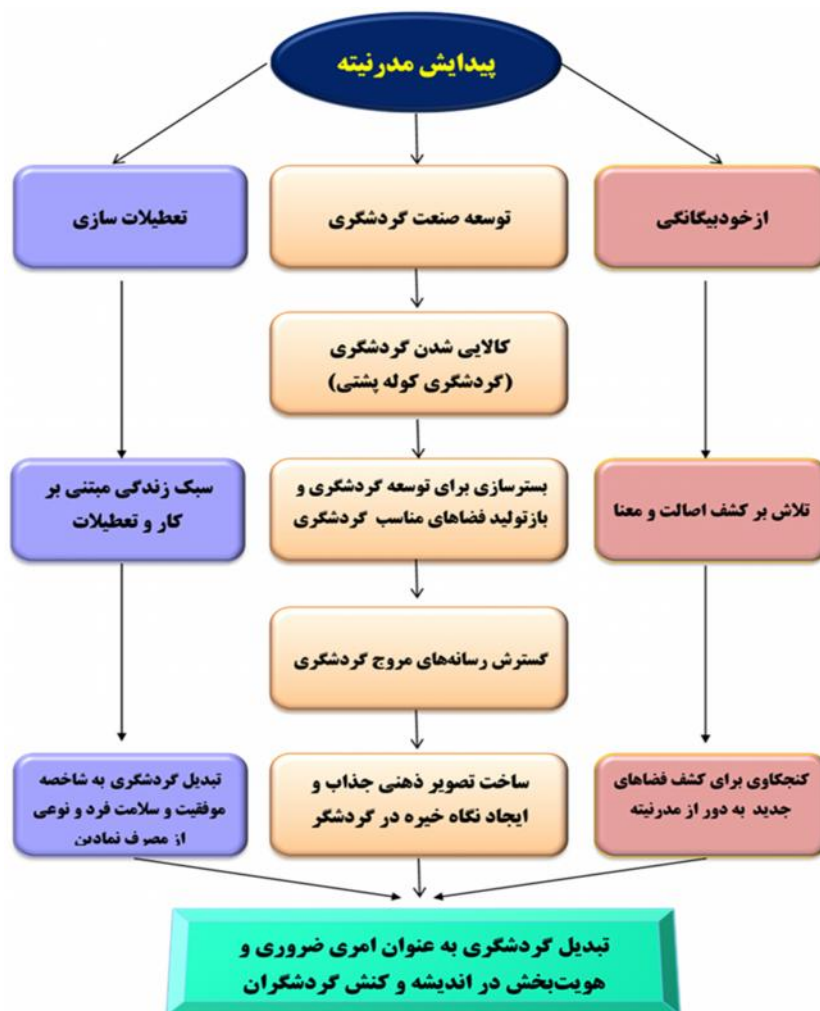 پیدایش مدرنیته
ازخودبیگانگی
توسعه صنعت گردشگری
تعطیلات سازی
کالایی شدن گردشگری
(گردشگری کوله پشتی)
تلاش بر کشف اصالت و معنا
بسترسازی برای توسعه گردشگری و
بازتولید فضاهای مناسب گردشگری
سبک زندگی مبتنی بر
کار و تعطیلات
گسترش رسانه‌های مروج گردشگری
کنجکاوی برای کشف فضاهای
جدید به دور از مدرنیته
ساخت تصویر ذهنی جذاب و
ایجاد نگاه خیره در گردشگر
تبدیل گردشگری به شاخصه
موفقیت و سلامت فرد و نوعی
از مصرف نمادین
تبدیل گردشگری به عنوان امری ضروری و
هویت‌بخش در اندیشه و کنش گردشگران